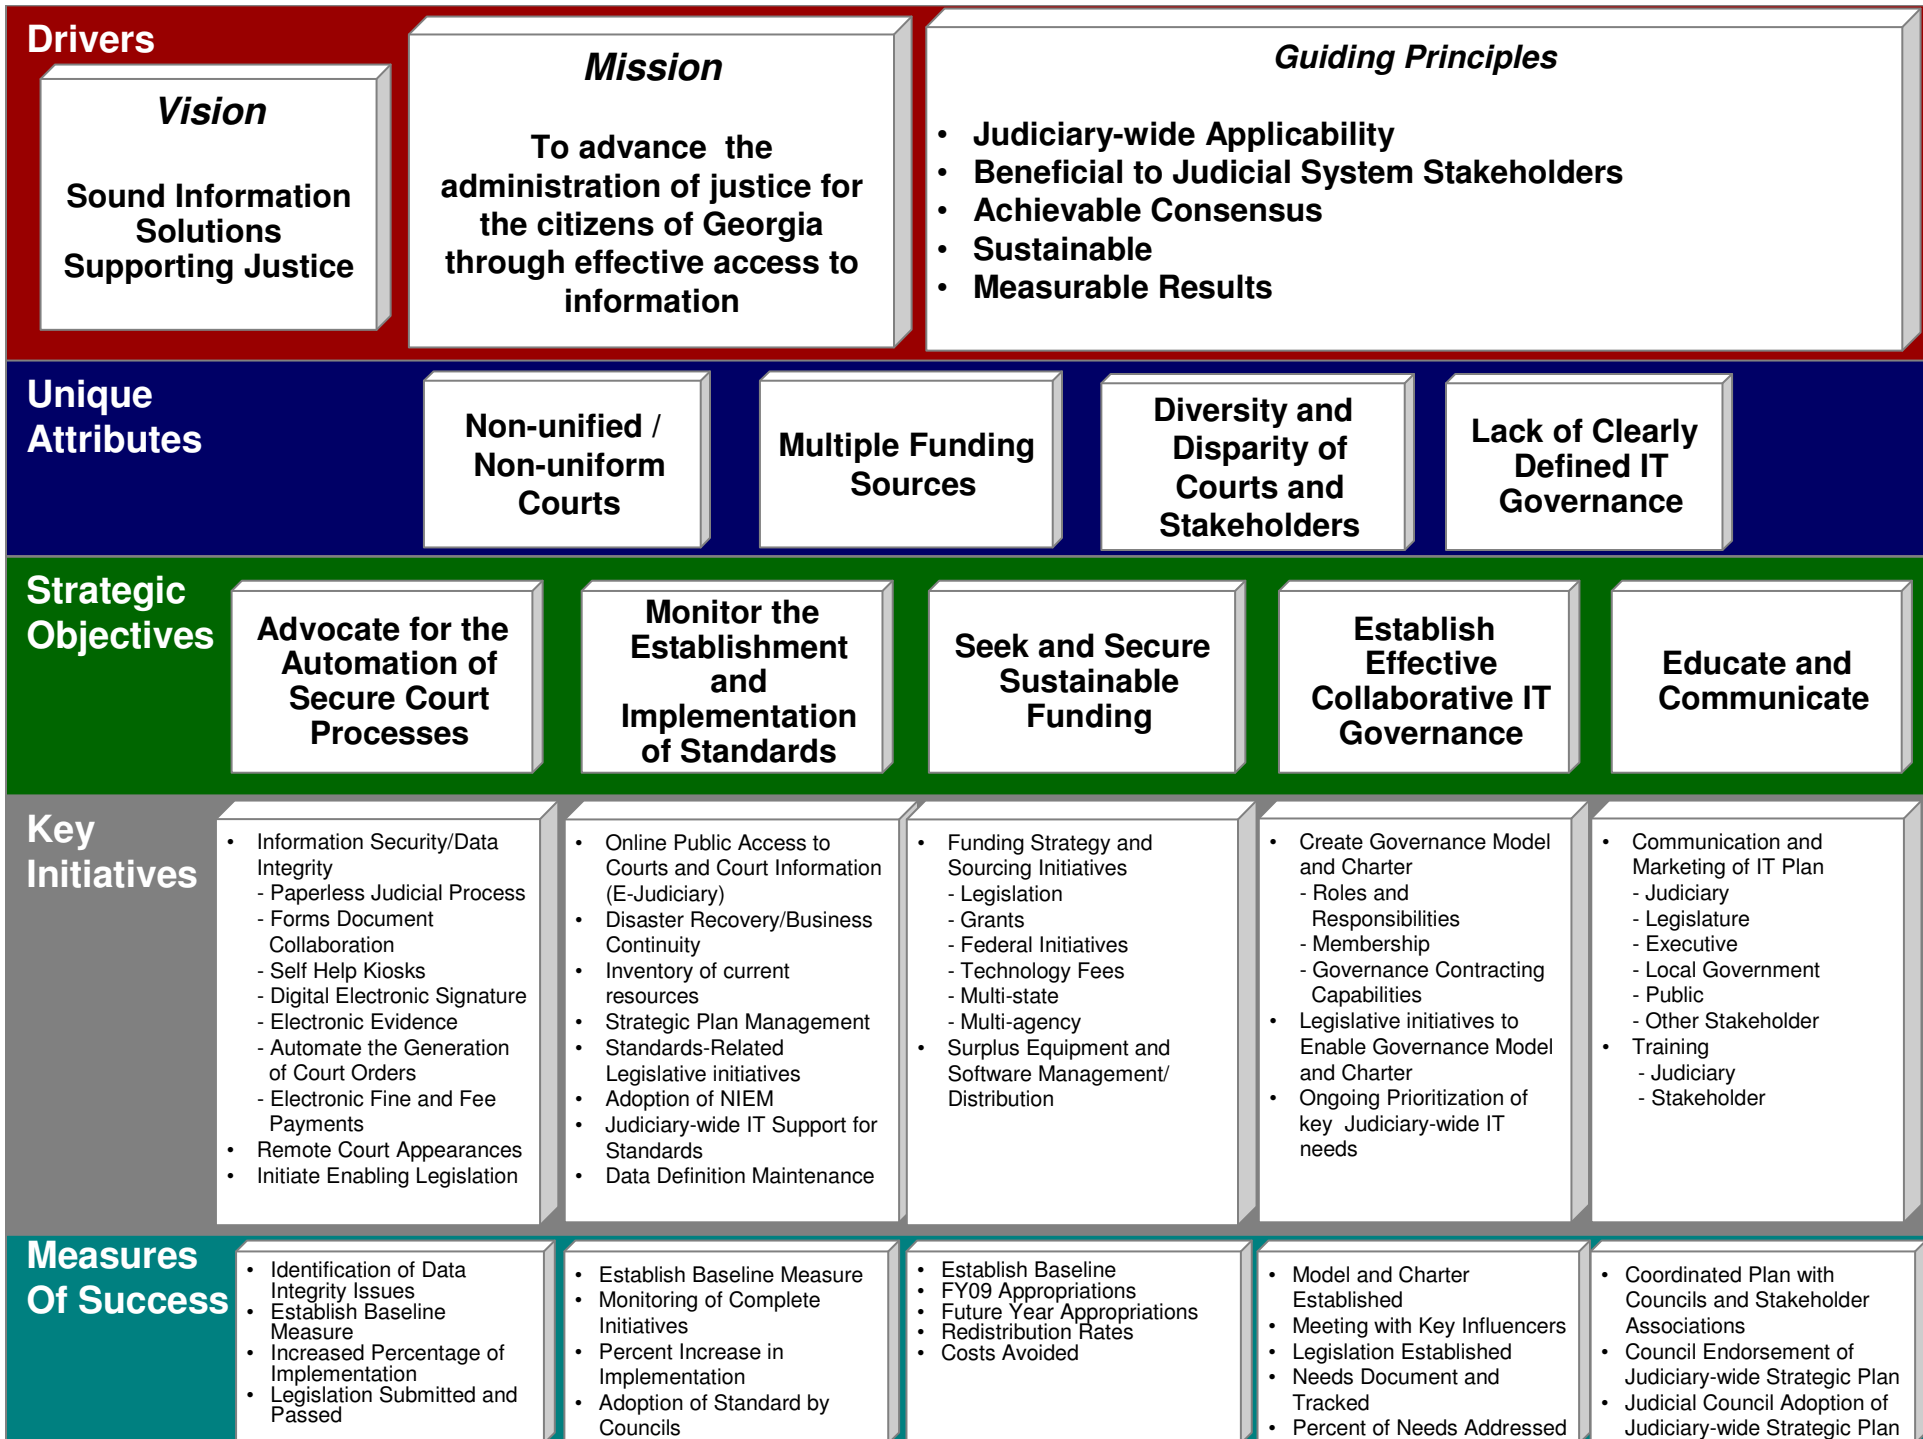 Drivers
Vision
Sound Information
Solutions
Supporting Justice
Mission
To advance the
administration of justice for
the citizens of Georgia
through effective access to
information
Guiding Principles
• Judiciary-wide Applicability
• Beneficial to Judicial System Stakeholders
• Achievable Consensus
• Sustainable
• Measurable Results
Unique
Attributes
Non-unified /
Non-uniform
Courts
Multiple Funding
Sources
Diversity and
Disparity of
Courts and
Stakeholders
Lack of Clearly
Defined IT
Governance
Strategic
Objectives
Advocate for the
Automation of
Secure Court
Processes
Monitor the
Establishment
and
Implementation
of Standards
Seek and Secure
Sustainable
Funding
Establish
Effective
Collaborative IT
Governance
Educate and
Communicate
Key
Initiatives
• Information Security/Data
Integrity
- Paperless Judicial Process
- Forms Document
Collaboration
- Self Help Kiosks
- Digital Electronic Signature
- Electronic Evidence
- Automate the Generation
of Court Orders
- Electronic Fine and Fee
Payments
• Remote Court Appearances
• Initiate Enabling Legislation
• Online Public Access to
Courts and Court Information
(E-Judiciary)
• Disaster Recovery/Business
Continuity
• Inventory of current
resources
• Strategic Plan Management
• Standards-Related
Legislative initiatives
• Adoption of NIEM
• Judiciary-wide IT Support for
Standards
• Data Definition Maintenance
• Funding Strategy and
Sourcing Initiatives
- Legislation
- Grants
- Federal Initiatives
- Technology Fees
- Multi-state
- Multi-agency
• Surplus Equipment and
Software Management/
Distribution
• Create Governance Model
and Charter
- Roles and
Responsibilities
- Membership
- Governance Contracting
Capabilities
• Legislative initiatives to
Enable Governance Model
and Charter
• Ongoing Prioritization of
key Judiciary-wide IT
needs
• Communication and
Marketing of IT Plan
- Judiciary
- Legislature
- Executive
- Local Government
- Public
- Other Stakeholder
• Training
- Judiciary
- Stakeholder
Measures
Of Success
• Identification of Data
Integrity Issues
• Establish Baseline
Measure
• Increased Percentage of
Implementation
• Legislation Submitted and
Passed
• Establish Baseline Measure
• Monitoring of Complete
Initiatives
• Percent Increase in
Implementation
• Adoption of Standard by
Councils
• Establish Baseline
• FY09 Appropriations
• Future Year Appropriations
• Redistribution Rates
• Costs Avoided
• Model and Charter
Established
• Meeting with Key Influencers
• Legislation Established
• Needs Document and
Tracked
• Percent of Needs Addressed
• Coordinated Plan with
Councils and Stakeholder
Associations
• Council Endorsement of
Judiciary-wide Strategic Plan
• Judicial Council Adoption of
Judiciary-wide Strategic Plan